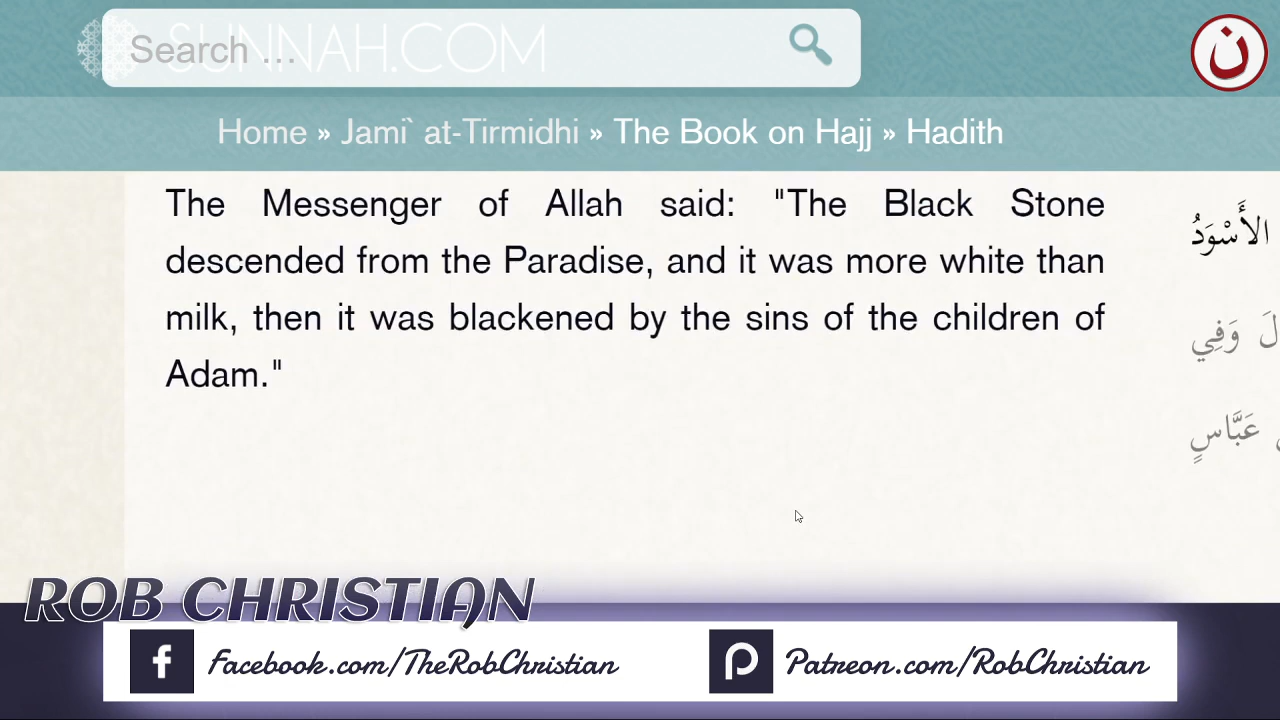 SUNNAH.COM
Search ...
ن
Home » Jami` at-Tirmidhi » The Book on Hajj » Hadith
The Messenger of Allah said: "The Black Stone
descended from the Paradise, and it was more white than
milk, then it was blackened by the sins of the children of
Adam."
الأَسْوَدُ
وَفِي
عَبَّاسٍ
ROB CHRISTIAN
Facebook.com/TheRobChristian
Patreon.com/RobChristian